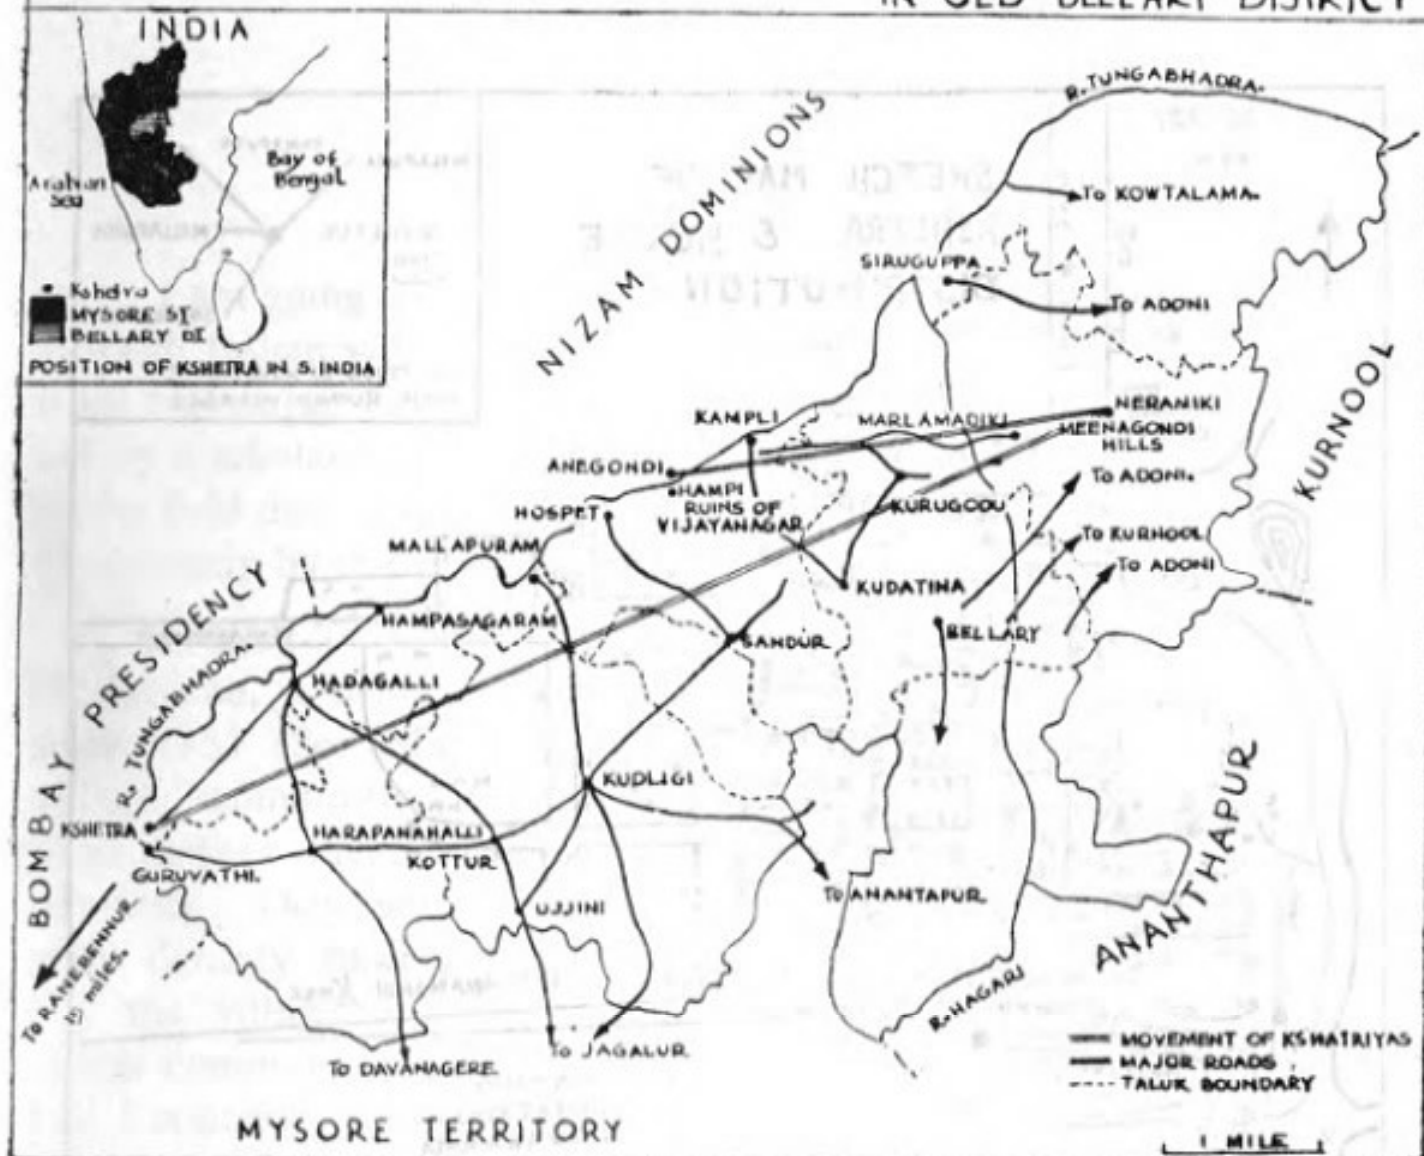 IN OLD BELLARY DISTRICT
INDIA
Arabian
Sea
Bay of
Bengal
Kshetra
MYSORE ST
BELLARY DT
POSITION OF KSHETRA IN S. INDIA
R. TUNGABHADRA.
NIZAM DOMINIONS
TO KOWTALAMA.
SIRUGUPPA
TO ADONI
KURNOOL
NERANIKI
KAMPLI
MARLAMADIKI
MEENAGONDI
HILLS
ANEGONDI
HAMPI
RUINS OF
VIJAYANAGAR
TO ADONI.
HOSPET
KURUGODU
MALLAPURAM
TO KURNOOL
TO ADONI
KUDATINA
PRESIDENCY
HAMPASAGARAM
BELLARY
SANDUR
R. TUNGABHADRA.
HADAGALLI
KUDLIGI
BOMBAY
KSHETRA
HARAPANAHALLI
KOTTUR
GURUVATHI.
UJJINI
TO ANANTAPUR
ANANTHAPUR
TO RANEBENNUR
15 miles.
R. HAGARI
TO JAGALUR
TO DAVANAGERE
MOVEMENT OF KSHATRIYAS
MAJOR ROADS
TALUK BOUNDARY
MYSORE TERRITORY
1 MILE